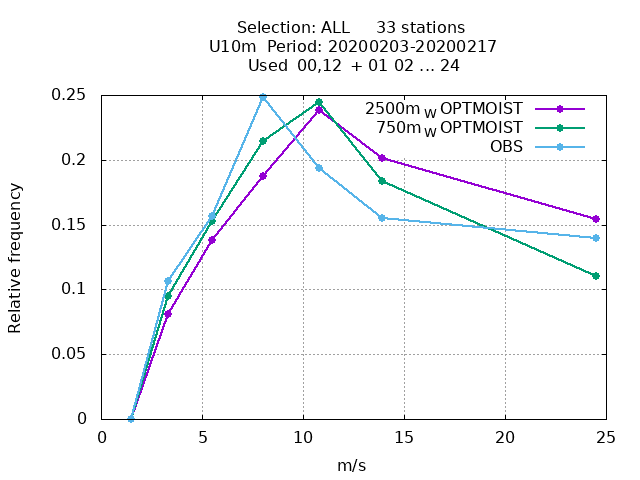 Selection: ALL 33 stations
U10m Period: 20200203-20200217
Used 00,12 + 01 02 ... 24
0.25
0.2
0.15
0.1
0.05
0
Relative frequency
2500m W OPTMOIST
750m W OPTMOIST
OBS
0 5 10 15 20 25
m/s